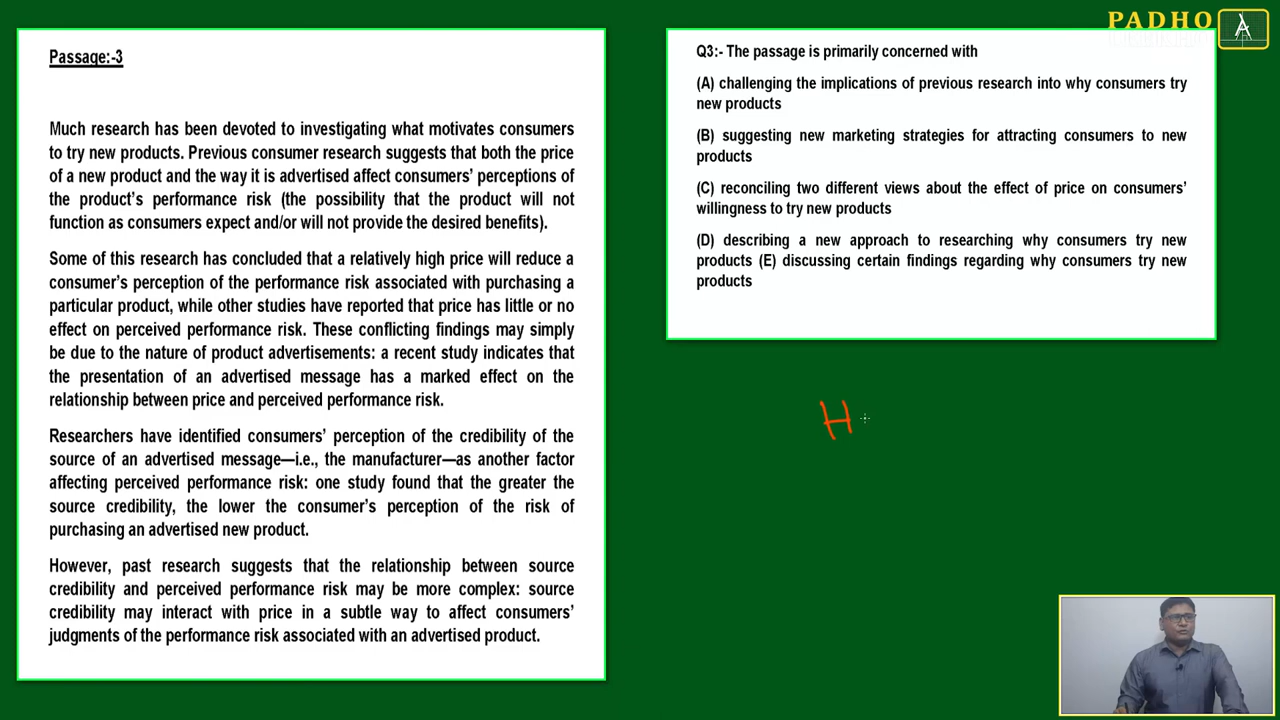 PADHO
Passage:-3
Much research has been devoted to investigating what motivates consumers
to try new products. Previous consumer research suggests that both the price
of a new product and the way it is advertised affect consumers' perceptions of
the product's performance risk (the possibility that the product will not
function as consumers expect and/or will not provide the desired benefits).
Some of this research has concluded that a relatively high price will reduce a
consumer's perception of the performance risk associated with purchasing a
particular product, while other studies have reported that price has little or no
effect on perceived performance risk. These conflicting findings may simply
be due to the nature of product advertisements: a recent study indicates that
the presentation of an advertised message has a marked effect on the
relationship between price and perceived performance risk.
Researchers have identified consumers' perception of the credibility of the
source of an advertised message—i.e., the manufacturer—as another factor
affecting perceived performance risk: one study found that the greater the
source credibility, the lower the consumer's perception of the risk of
purchasing an advertised new product.
However, past research suggests that the relationship between source
credibility and perceived performance risk may be more complex: source
credibility may interact with price in a subtle way to affect consumers'
judgments of the performance risk associated with an advertised product.
Q3:- The passage is primarily concerned with
(A) challenging the implications of previous research into why consumers try
new products
(B) suggesting new marketing strategies for attracting consumers to new
products
(C) reconciling two different views about the effect of price on consumers'
willingness to try new products
(D) describing a new approach to researching why consumers try new
products (E) discussing certain findings regarding why consumers try new
products
H